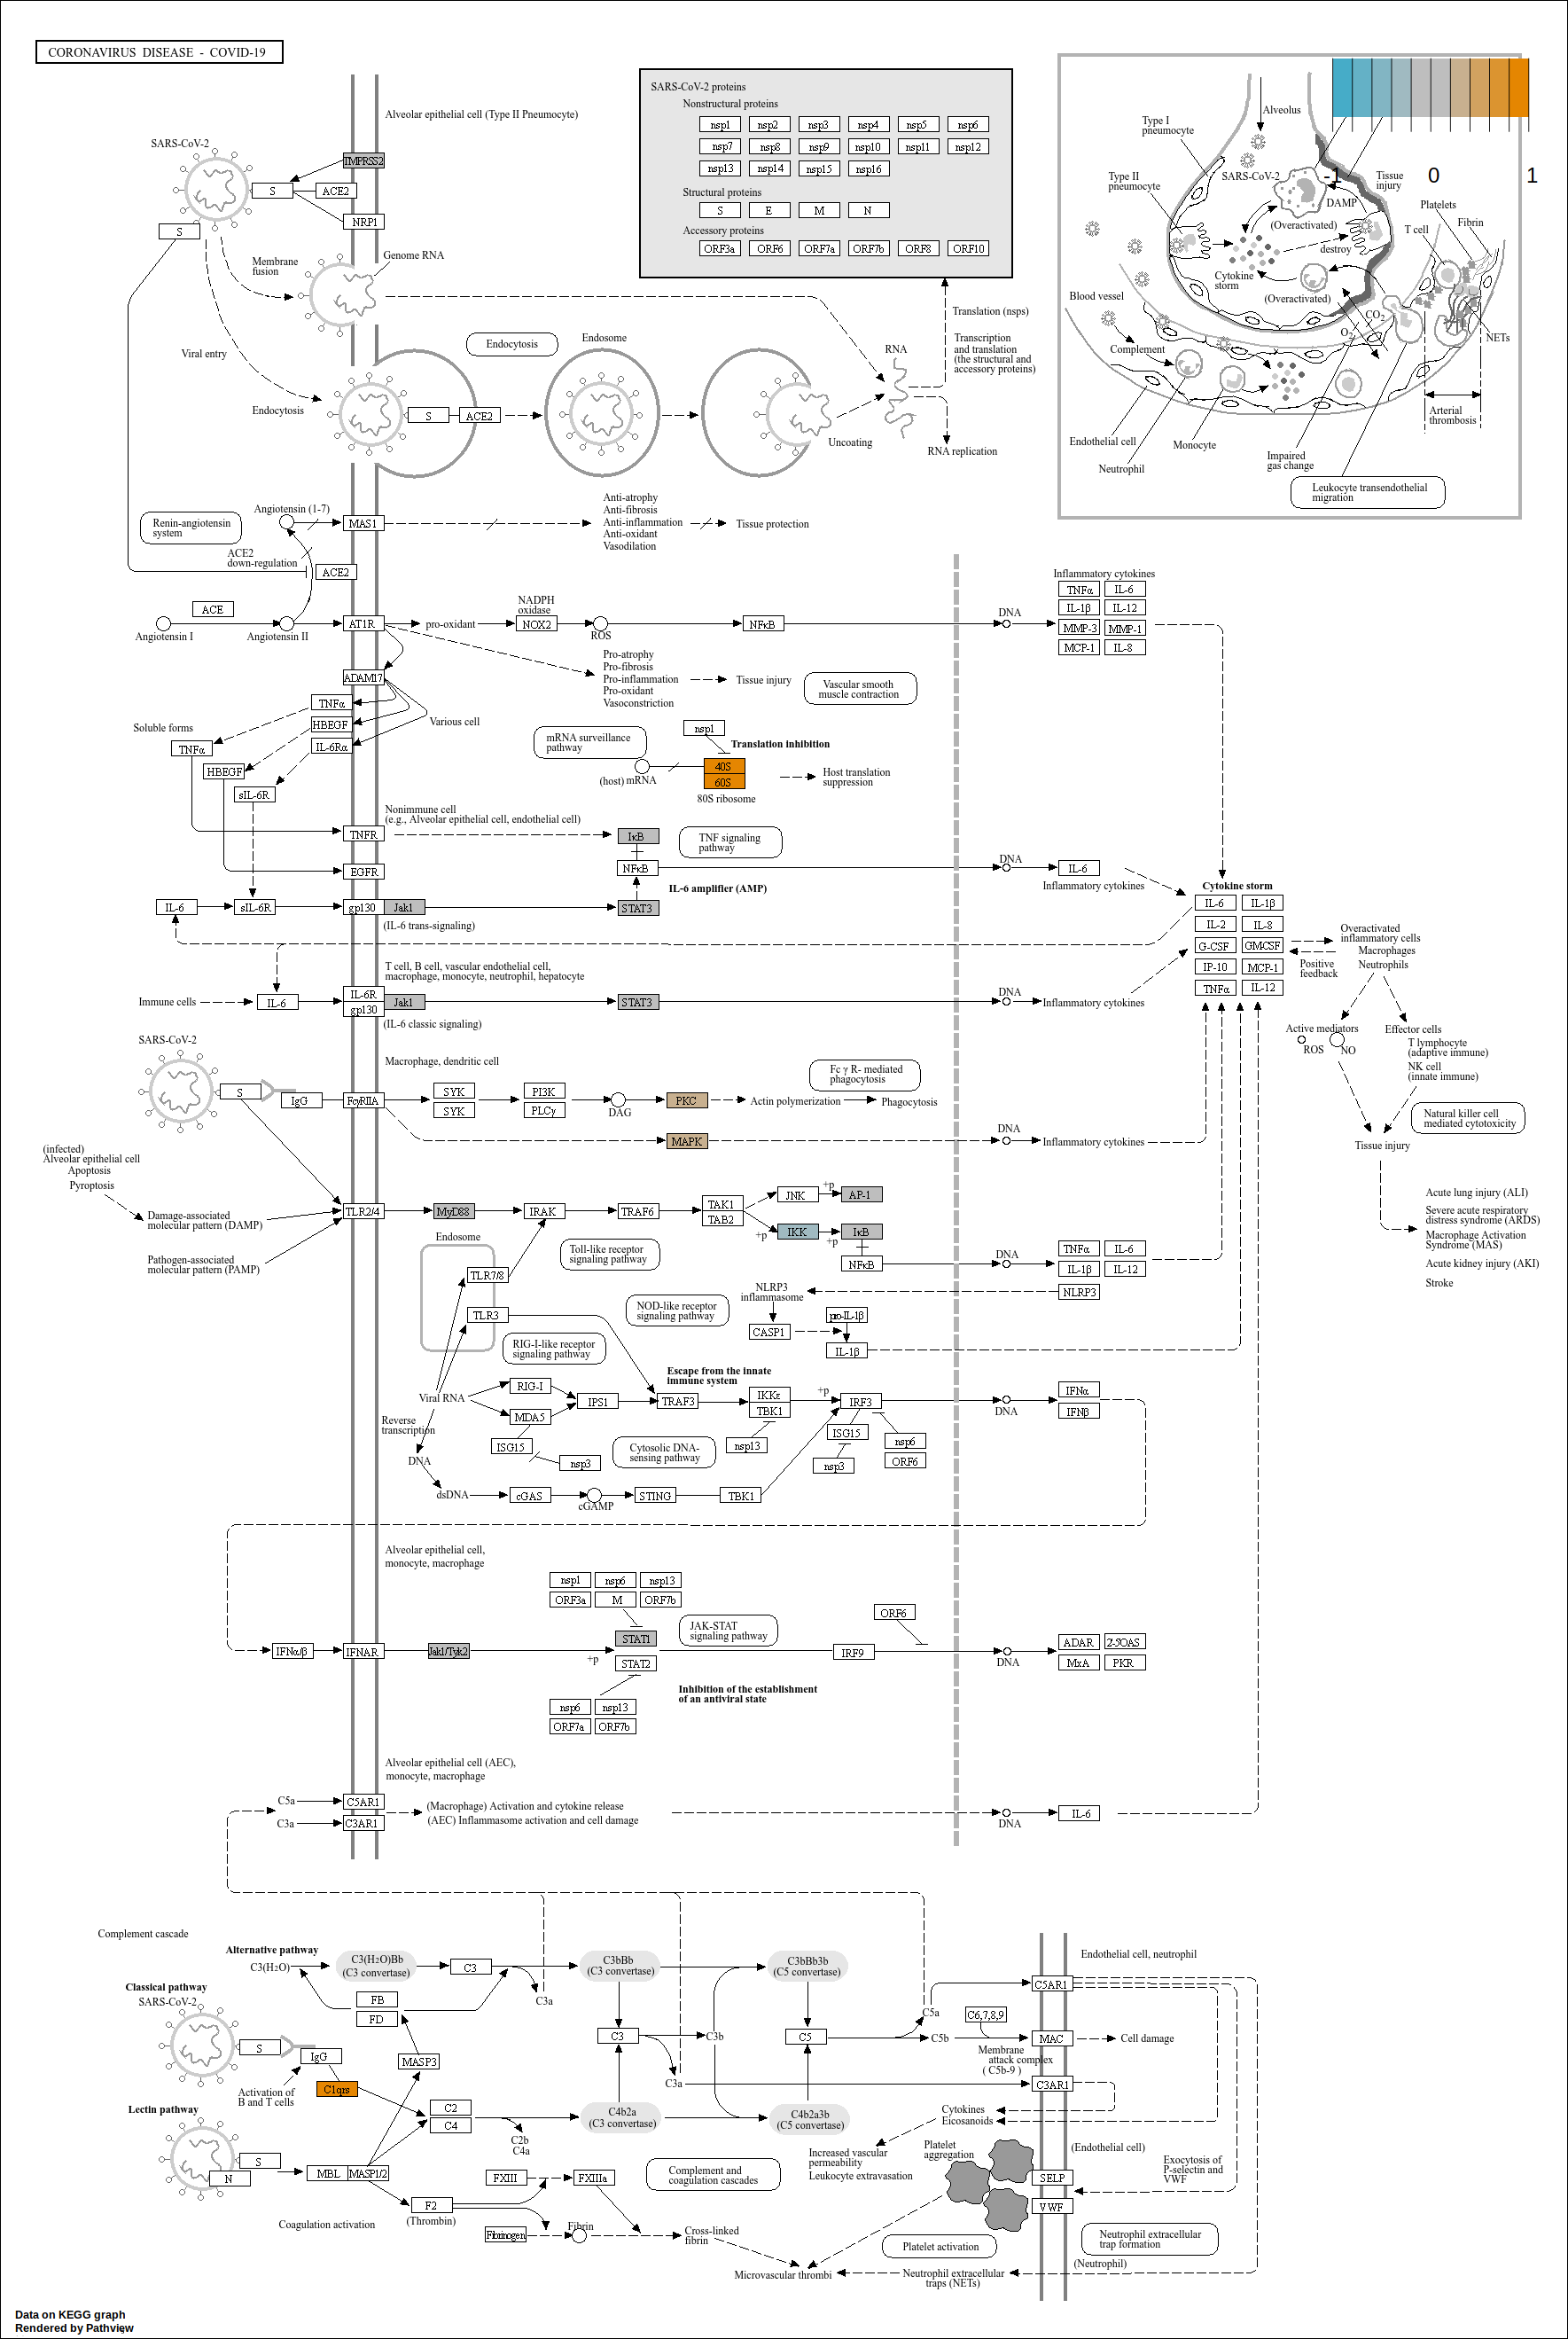 CORONAVIRUS DISEASE - COVID-19
Alveolar epithelial cell (Type II Pneumocyte)
SARS-CoV-2
TMPRSS2
S
ACE2
NRP1
S
Membrane
fusion
Genome RNA
Viral entry
Endocytosis
Endocytosis
Endosome
S
ACE2
Uncoating
RNA
RNA replication
Translation (nsps)
Transcription
and translation
(the structural and
accessory proteins)
SARS-CoV-2 proteins
Nonstructural proteins
nsp1 nsp2 nsp3 nsp4 nsp5 nsp6
nsp7 nsp8 nsp9 nsp10 nsp11 nsp12
nsp13 nsp14 nsp15 nsp16
Structural proteins
S E M N
Accessory proteins
ORF3a ORF6 ORF7a ORF7b ORF8 ORF10
-1 0 1
Alveolus
Type I
pneumocyte
Type II
pneumocyte
SARS-CoV-2
DAMP
Tissue
injury
(Overactivated)
destroy
Cytokine
storm
(Overactivated)
Platelets
T cell
Fibrin
Blood vessel
Complement
O2
CO2
NETs
Arterial
thrombosis
Endothelial cell
Neutrophil
Monocyte
Impaired
gas change
Leukocyte transendothelial
migration
Renin-angiotensin
system
Angiotensin (1-7)
MAS1
Anti-atrophy
Anti-fibrosis
Anti-inflammation
Anti-oxidant
Vasodilation
Tissue protection
ACE2
down-regulation
ACE2
ACE
Angiotensin I
Angiotensin II
AT1R
pro-oxidant
NADPH
oxidase
NOX2
ROS
NFκB
DNA
Inflammatory cytokines
TNFα IL-6
IL-1β IL-12
MMP-3 MMP-1
MCP-1 IL-8
Pro-atrophy
Pro-fibrosis
Pro-inflammation
Pro-oxidant
Vasoconstriction
Tissue injury
Vascular smooth
muscle contraction
ADAM17
TNFα
HBEGF
IL-6Rα
Various cell
Soluble forms
TNFα
HBEGF
sIL-6R
mRNA surveillance
pathway
nsp1
Translation inhibition
(host) mRNA
40S
60S
80S ribosome
Host translation
suppression
Nonimmune cell
(e.g., Alveolar epithelial cell, endothelial cell)
TNFR
IκB
TNF signaling
pathway
EGFR
NFκB
IL-6 amplifier (AMP)
DNA
IL-6
Inflammatory cytokines
IL-6
sIL-6R
gp130
Jak1
STAT3
(IL-6 trans-signaling)
Cytokine storm
IL-6 IL-1β
IL-2 IL-8
G-CSF GMCSF
IP-10 MCP-1
TNFα IL-12
Positive
feedback
Overactivated
inflammatory cells
Macrophages
Neutrophils
T cell, B cell, vascular endothelial cell,
macrophage, monocyte, neutrophil, hepatocyte
Immune cells
IL-6
IL-6R
gp130
Jak1
STAT3
DNA
Inflammatory cytokines
(IL-6 classic signaling)
Active mediators
ROS
NO
Effector cells
T lymphocyte
(adaptive immune)
NK cell
(innate immune)
Natural killer cell
mediated cytotoxicity
Tissue injury
Acute lung injury (ALI)
Severe acute respiratory
distress syndrome (ARDS)
Macrophage Activation
Syndrome (MAS)
Acute kidney injury (AKI)
Stroke
SARS-CoV-2
S
IgG
FcγRIIA
Macrophage, dendritic cell
SYK
SYK
PI3K
PLCγ
DAG
PKC
Actin polymerization
Phagocytosis
Fc γ R- mediated
phagocytosis
MAPK
DNA
Inflammatory cytokines
(infected)
Alveolar epithelial cell
Apoptosis
Pyroptosis
Damage-associated
molecular pattern (DAMP)
Pathogen-associated
molecular pattern (PAMP)
TLR2/4
MyD88
IRAK
TRAF6
TAK1
TAB2
JNK
+p
AP-1
+p
IKK
+p
IκB
NFκB
DNA
TNFα IL-6
IL-1β IL-12
NLRP3
Endosome
TLR7/8
TLR3
Toll-like receptor
signaling pathway
NOD-like receptor
signaling pathway
RIG-I-like receptor
signaling pathway
NLRP3
inflammasome
CASP1
pro-IL-1β
IL-1β
Escape from the innate
immune system
Viral RNA
RIG-I
MDA5
IPS1
TRAF3
IKKε
TBK1
+p
IRF3
DNA
IFNα
IFNβ
Reverse
transcription
ISG15
nsp3
Cytosolic DNA-
sensing pathway
nsp13
ISG15
nsp3
nsp6
ORF6
DNA
dsDNA
cGAS
cGAMP
STING
TBK1
Alveolar epithelial cell,
monocyte, macrophage
nsp1 nsp6 nsp13
ORF3a M ORF7b
IFNα/β
IFNAR
Jak1/Tyk2
+p
STAT1
STAT2
JAK-STAT
signaling pathway
ORF6
IRF9
DNA
ADAR 2-5OAS
MxA PKR
Inhibition of the establishment
of an antiviral state
nsp6 nsp13
ORF7a ORF7b
Alveolar epithelial cell (AEC),
monocyte, macrophage
C5a
C3a
C5AR1
C3AR1
(Macrophage) Activation and cytokine release
(AEC) Inflammasome activation and cell damage
DNA
IL-6
Complement cascade
Alternative pathway
C3(H2O)
C3(H2O)Bb
(C3 convertase)
C3
C3a
C3bBb
(C3 convertase)
C3bBb3b
(C5 convertase)
Endothelial cell, neutrophil
C5AR1
Classical pathway
SARS-CoV-2
FB
FD
S
IgG
MASP3
C1qrs
Activation of
B and T cells
C3
C3b
C3a
C5
C5a
C5b
C6,7,8,9
Membrane
attack complex
( C5b-9 )
MAC
Cell damage
C3AR1
Lectin pathway
C2
C4
C2b
C4a
C4b2a
(C3 convertase)
C4b2a3b
(C5 convertase)
Cytokines
Eicosanoids
Increased vascular
permeability
Leukocyte extravasation
Platelet
aggregation
(Endothelial cell)
SELP
VWF
Exocytosis of
P-selectin and
VWF
S
N
MBL
MASP1/2
FXIII
FXIIIa
Complement and
coagulation cascades
F2
(Thrombin)
Coagulation activation
Fibrinogen
Fibrin
Cross-linked
fibrin
Platelet activation
Neutrophil extracellular
trap formation
(Neutrophil)
Microvascular thrombi
Neutrophil extracellular
traps (NETs)
Data on KEGG graph
Rendered by Pathview